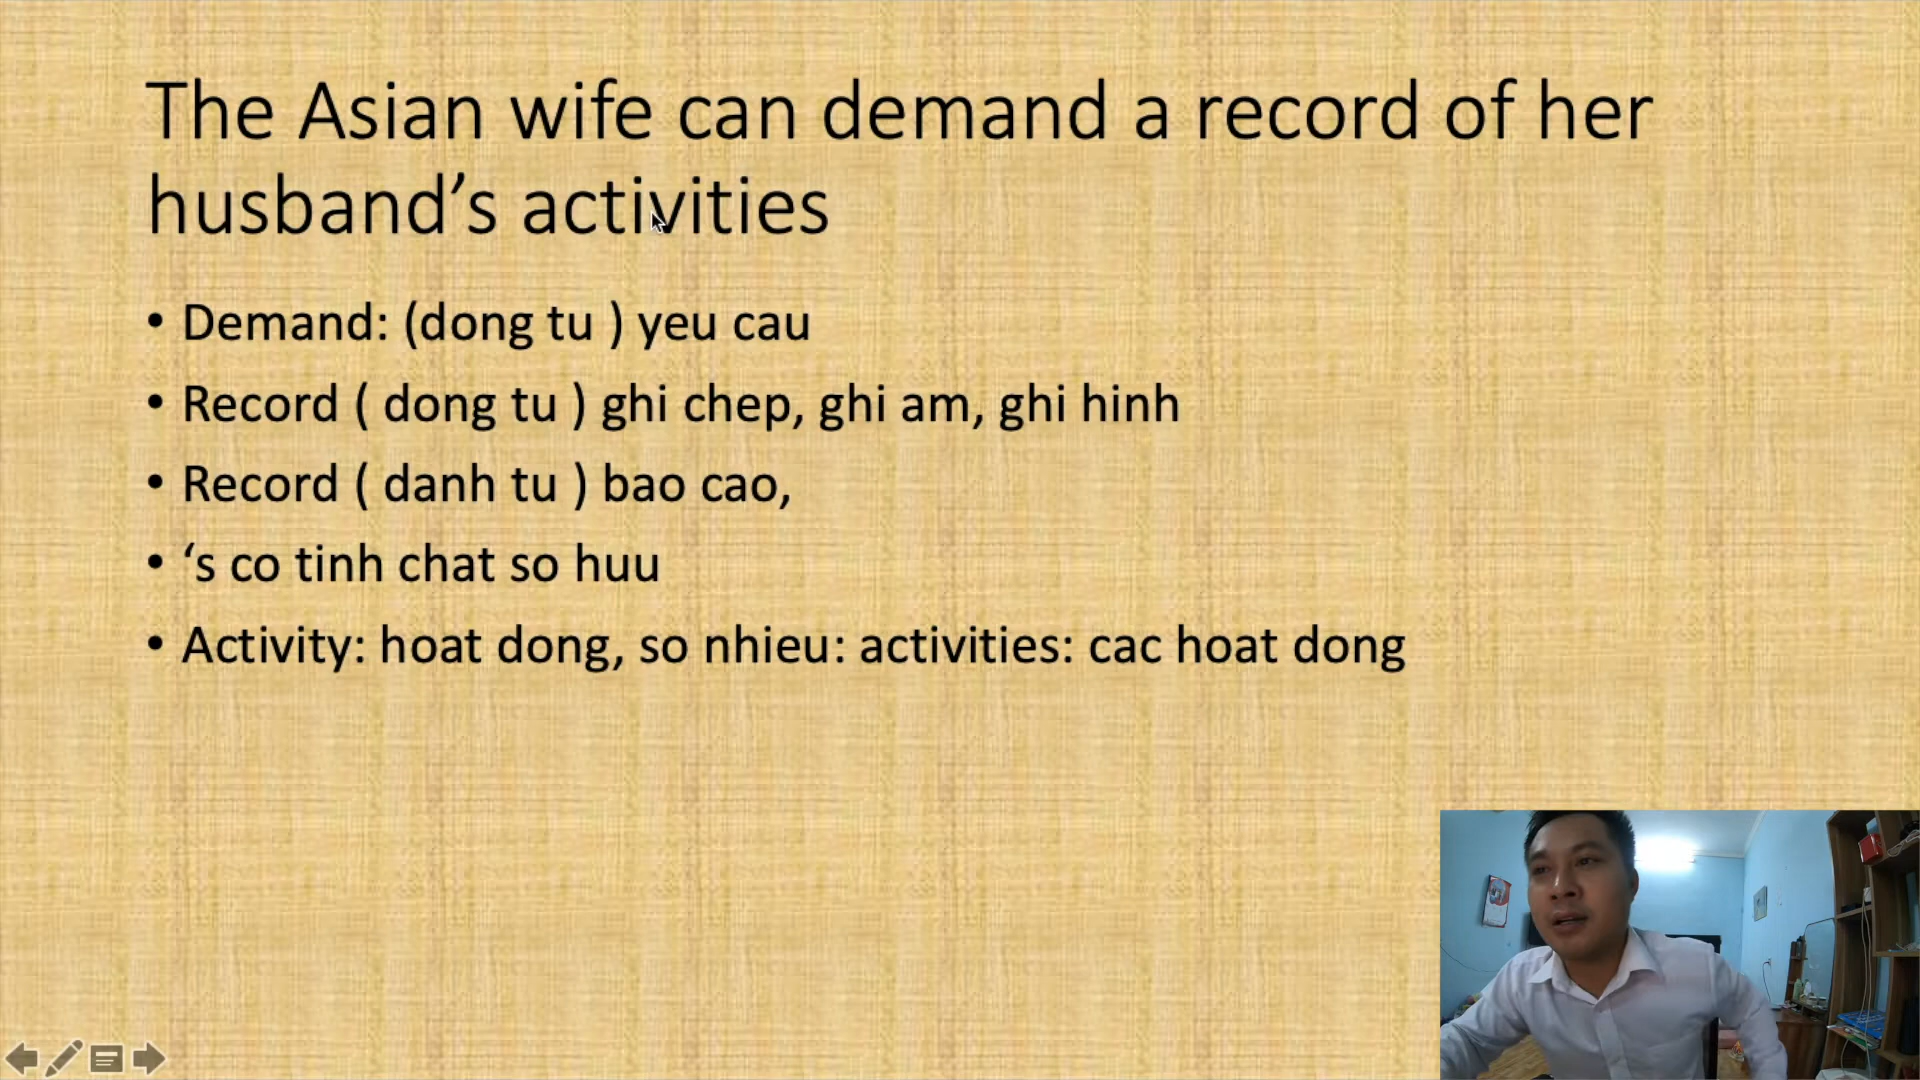 The Asian wife can demand a record of her
husband’s activities
• Demand: (dong tu ) yeu cau
• Record ( dong tu ) ghi chep, ghi am, ghi hinh
• Record ( danh tu ) bao cao,
• ‘s co tinh chat so huu
• Activity: hoat dong, so nhieu: activities: cac hoat dong